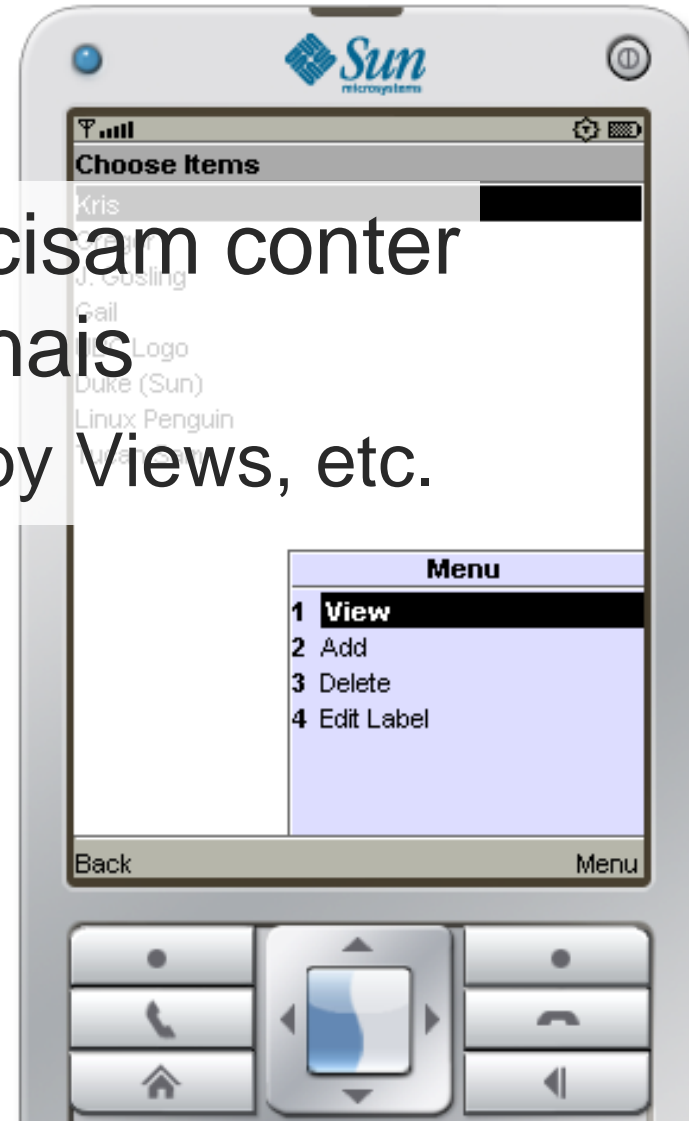 Sun
microsystems
Choose Items
Kris
cisam conter
J. Gosling
Gail
nais
Logo
Duke (Sun)
Linux Penguin
by Views, etc.
Menu
1 View
2 Add
3 Delete
4 Edit Label
Back
Menu